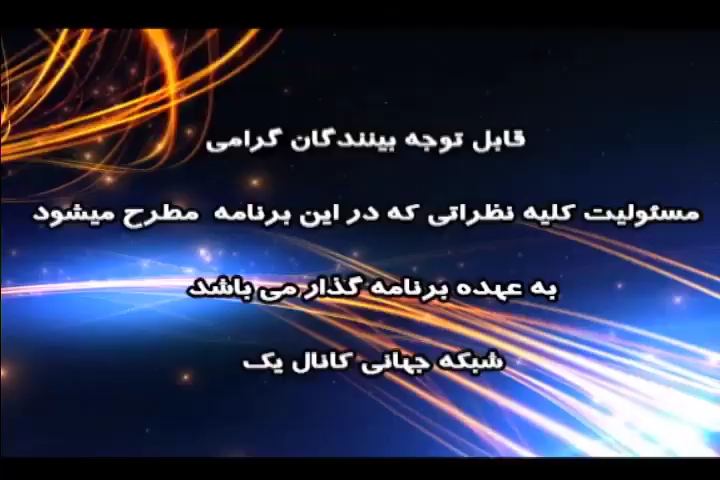 قابل توجه بینندگان گرامی
مسئولیت کلیه نظراتی که در این برنامه مطرح میشود
به عهده برنامه گذار می باشد
شبکه جهانی کانال یک